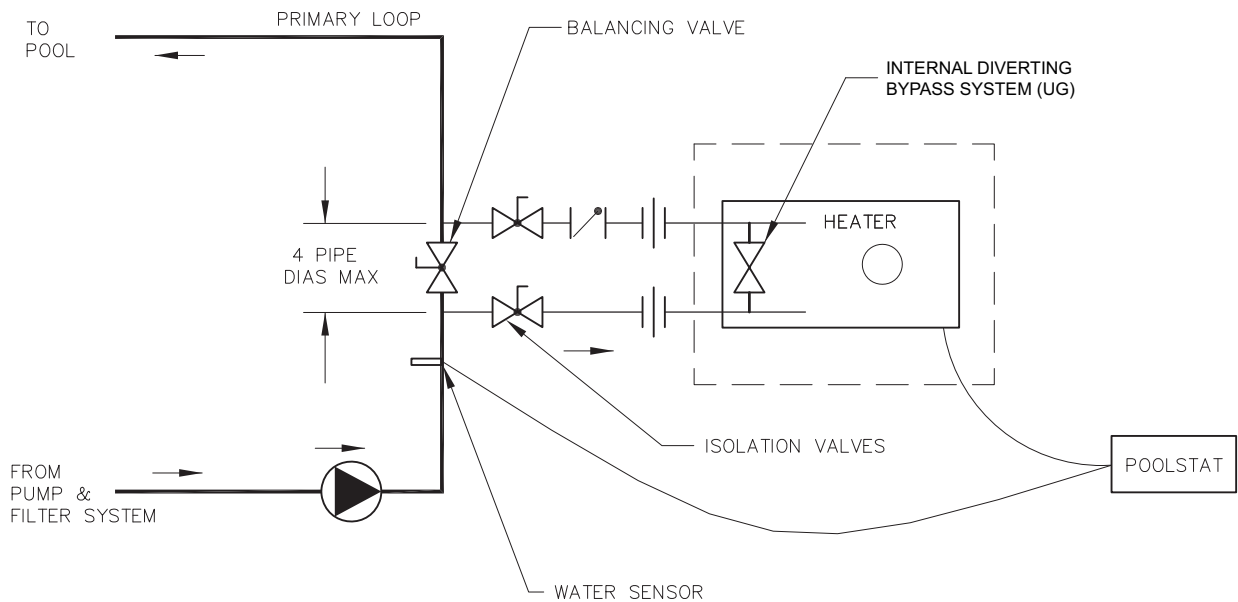 PRIMARY LOOP
TO
POOL
BALANCING VALVE
INTERNAL DIVERTING
BYPASS SYSTEM (UG)
HEATER
4 PIPE
DIAS MAX
ISOLATION VALVES
POOLSTAT
FROM
PUMP &
FILTER SYSTEM
WATER SENSOR